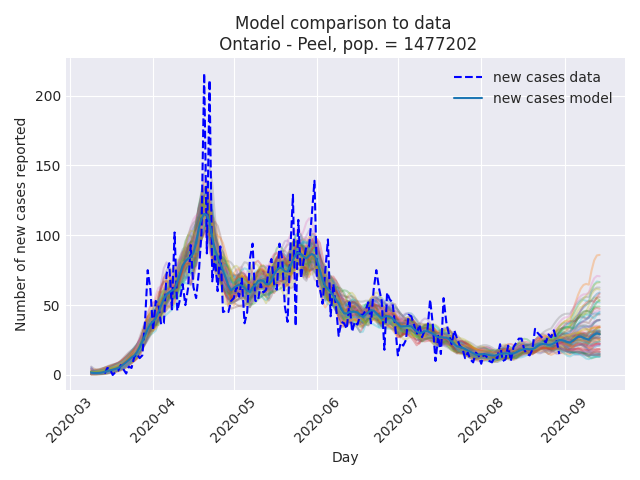 Model comparison to data
Ontario - Peel, pop. = 1477202
new cases data
new cases model
Number of new cases reported
200
150
100
50
0
2020-03
2020-04
2020-05
2020-06
2020-07
2020-08
2020-09
Day